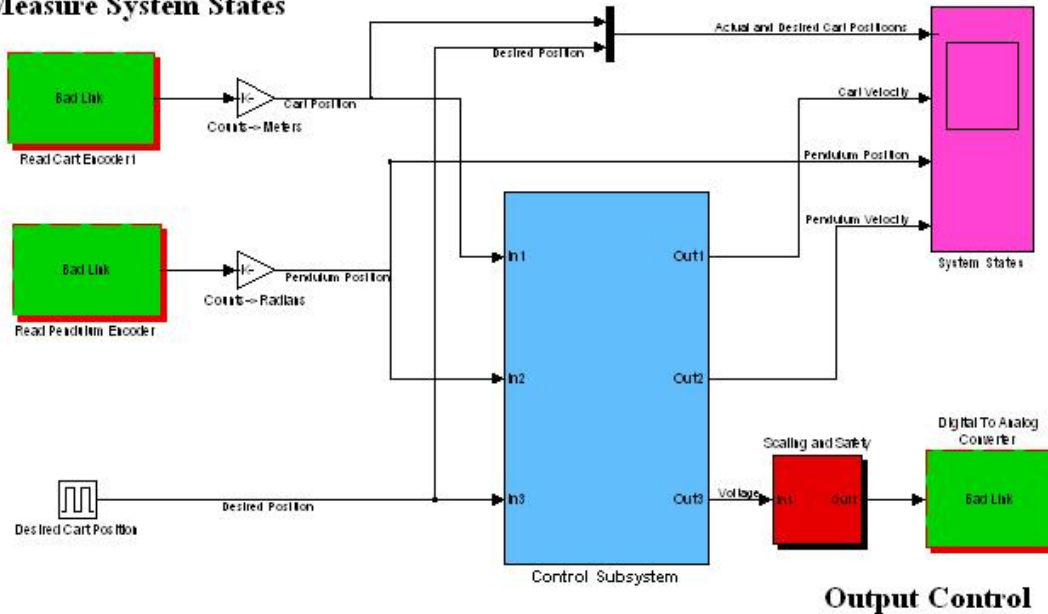 Measure System States
Actual and Desired Cart Positioons
Desired Position
Bad Link
Cart Position
Counts->Meters
Read Cart Encoder1
Cart Velocity
Pendulum Position
Pendulum Velocity
System States
Bad Link
Pendulum Position
Counts->Radians
Read Pendulum Encoder
In1
Out1
In2
Out2
In3
Out3
Control Subsystem
Desired Position
Desired Cart Position
Voltage
Scaling and Safety
In1
Out1
Digital To Analog
Converter
Bad Link
Output Control